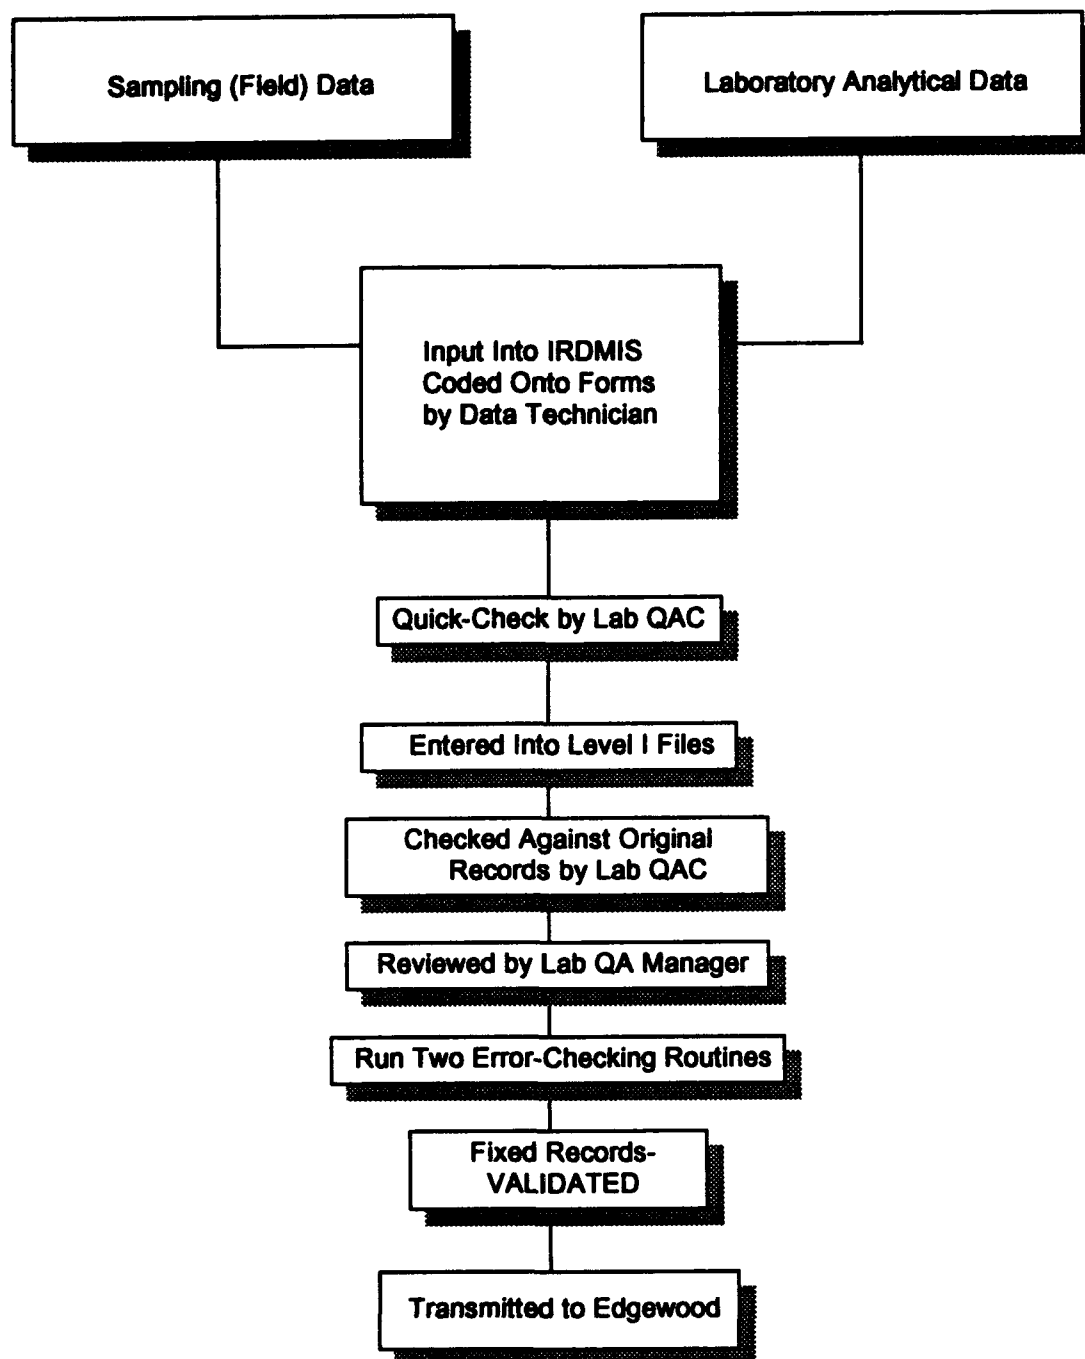 Sampling (Field) Data
Laboratory Analytical Data
Input Into IRDMIS
Coded Onto Forms
by Data Technician
Quick-Check by Lab QAC
Entered Into Level I Files
Checked Against Original
Records by Lab QAC
Reviewed by Lab QA Manager
Run Two Error-Checking Routines
Fixed Records-
VALIDATED
Transmitted to Edgewood